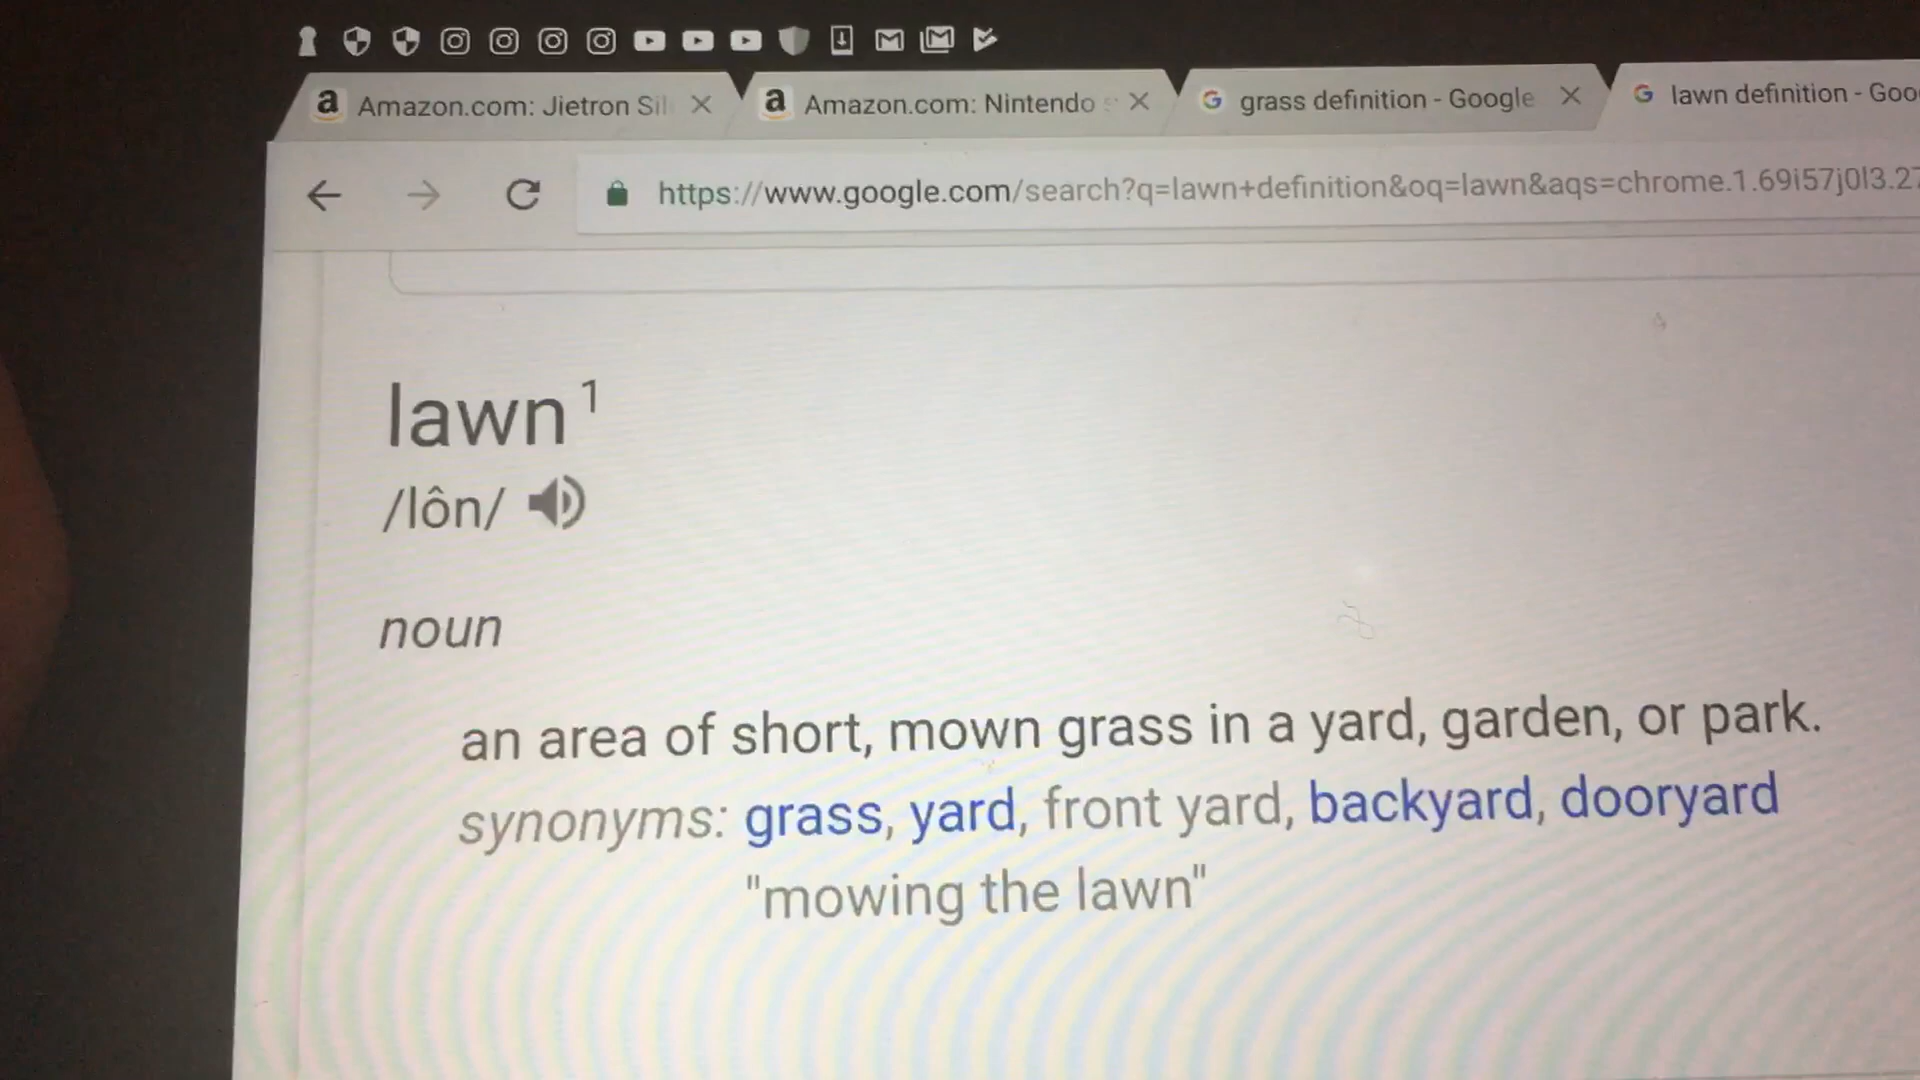 Amazon.com: Jietron Sil
Amazon.com: Nintendo
grass definition - Google
lawn definition - Goo
https://www.google.com/search?q=lawn+definition&oq=lawn&aqs=chrome.1.69i57j0l3.27
lawn 1
/lôn/
noun
an area of short, mown grass in a yard, garden, or park.
synonyms: grass, yard, front yard, backyard, dooryard
"mowing the lawn"